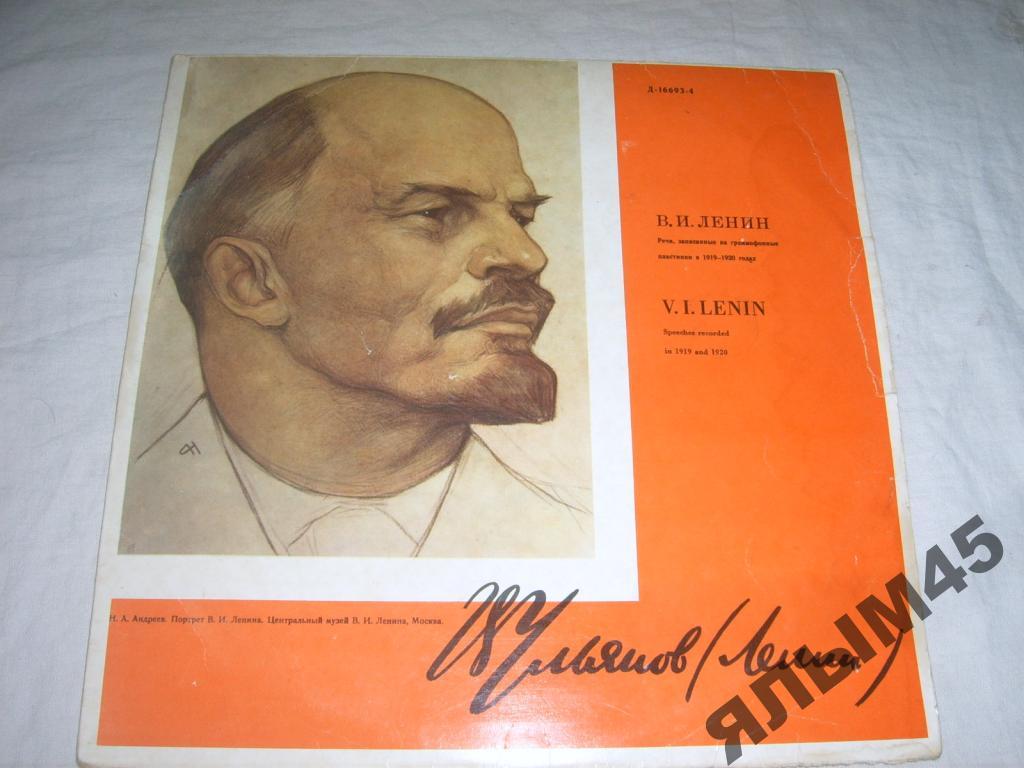 Д-16693-4
В. И. ЛЕНИН
Речи, записанные на граммофонные
пластинки в 1919–1920 годах
V. I. LENIN
Speeches recorded
in 1919 and 1920
Н. А. Андреев. Портрет В. И. Ленина. Центральный музей В. И. Ленина, Москва.
В Ульянов (Ленин)
ЯЛЫМ45